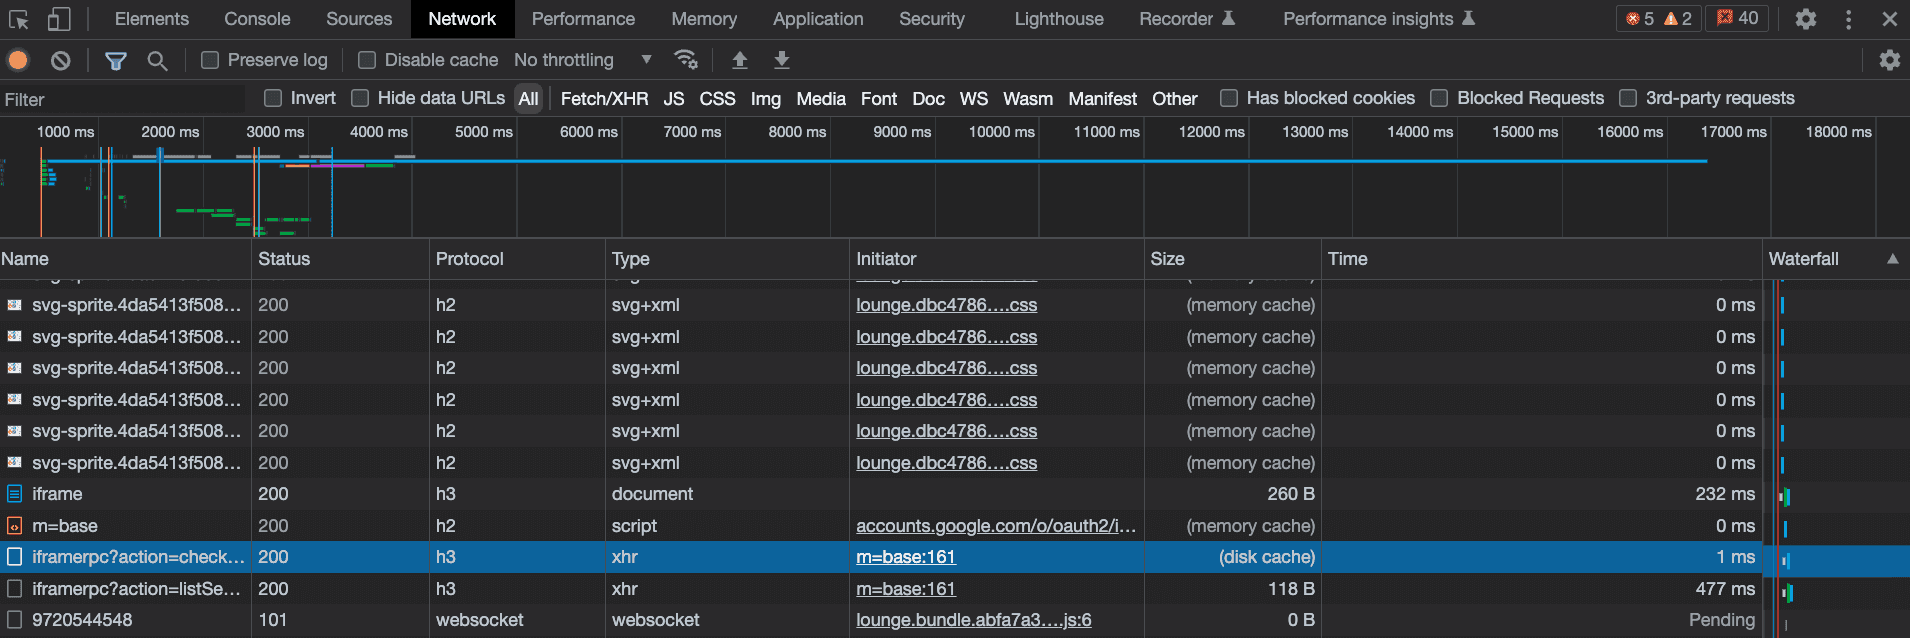 Elements Console Sources Network Performance Memory Application Security Lighthouse Recorder Performance insights 5 2 40
Preserve log Disable cache No throttling
Filter Invert Hide data URLs All Fetch/XHR JS CSS Img Media Font Doc WS Wasm Manifest Other Has blocked cookies Blocked Requests 3rd-party requests
1000 ms 2000 ms 3000 ms 4000 ms 5000 ms 6000 ms 7000 ms 8000 ms 9000 ms 10000 ms 11000 ms 12000 ms 13000 ms 14000 ms 15000 ms 16000 ms 17000 ms 18000 ms
Name Status Protocol Type Initiator Size Time Waterfall
svg-sprite.4da5413f508… 200 h2 svg+xml lounge.dbc4786….css (memory cache) 0 ms
svg-sprite.4da5413f508… 200 h2 svg+xml lounge.dbc4786….css (memory cache) 0 ms
svg-sprite.4da5413f508… 200 h2 svg+xml lounge.dbc4786….css (memory cache) 0 ms
svg-sprite.4da5413f508… 200 h2 svg+xml lounge.dbc4786….css (memory cache) 0 ms
svg-sprite.4da5413f508… 200 h2 svg+xml lounge.dbc4786….css (memory cache) 0 ms
svg-sprite.4da5413f508… 200 h2 svg+xml lounge.dbc4786….css (memory cache) 0 ms
iframe 200 h3 document 260 B 232 ms
m=base 200 h2 script accounts.google.com/o/oauth2/i… (memory cache) 0 ms
iframerpc?action=check… 200 h3 xhr m=base:161 (disk cache) 1 ms
iframerpc?action=listSe… 200 h3 xhr m=base:161 118 B 477 ms
9720544548 101 websocket websocket lounge.bundle.abfa7a3….js:6 0 B Pending